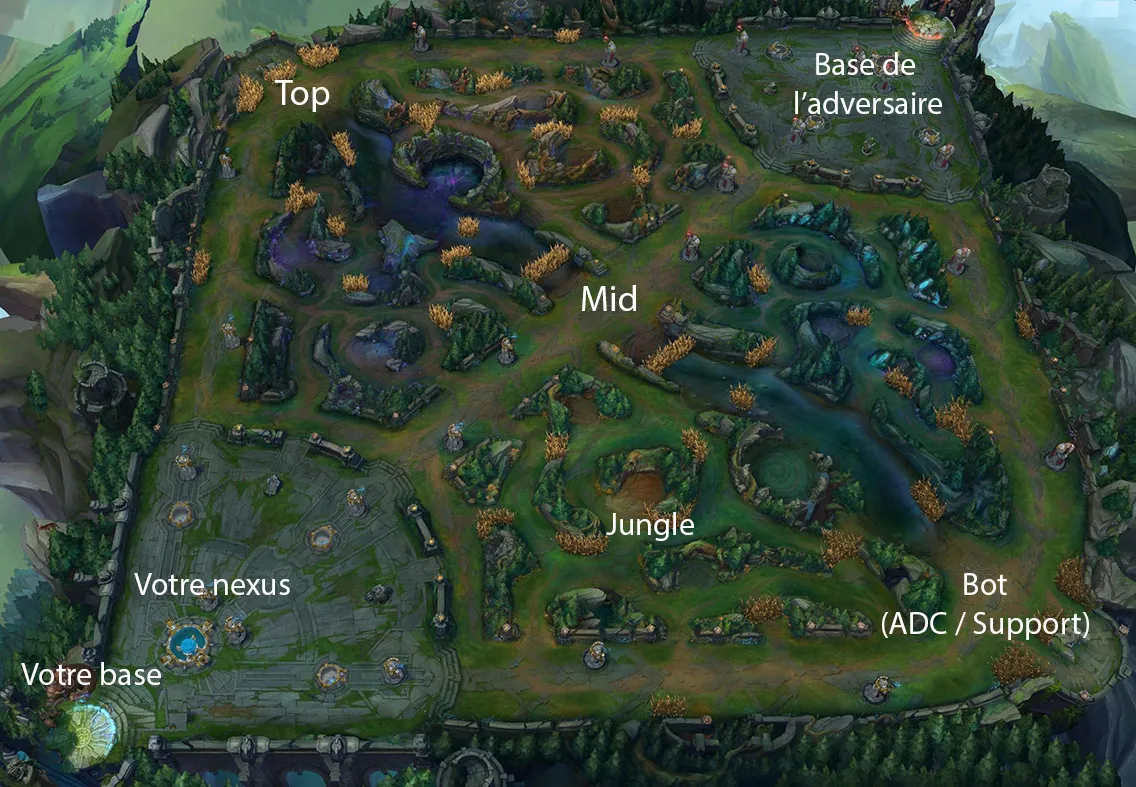 Top
Base de
l’adversaire
Mid
Jungle
Votre nexus
Bot
(ADC / Support)
Votre base